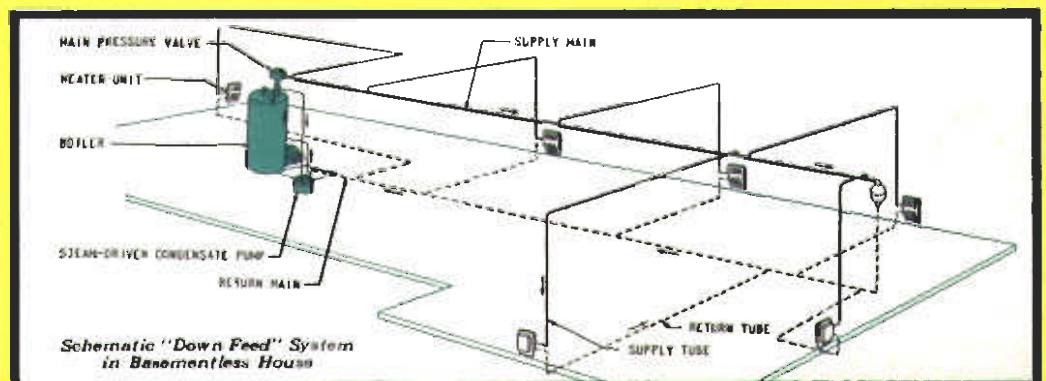 MAIN PRESSURE VALVE
SUPPLY MAIN
HEATER UNIT
BOILER
STEAM-DRIVEN CONDENSATE PUMP
RETURN MAIN
RETURN TUBE
SUPPLY TUBE
Schematic "Down Feed" System
in Basementless House